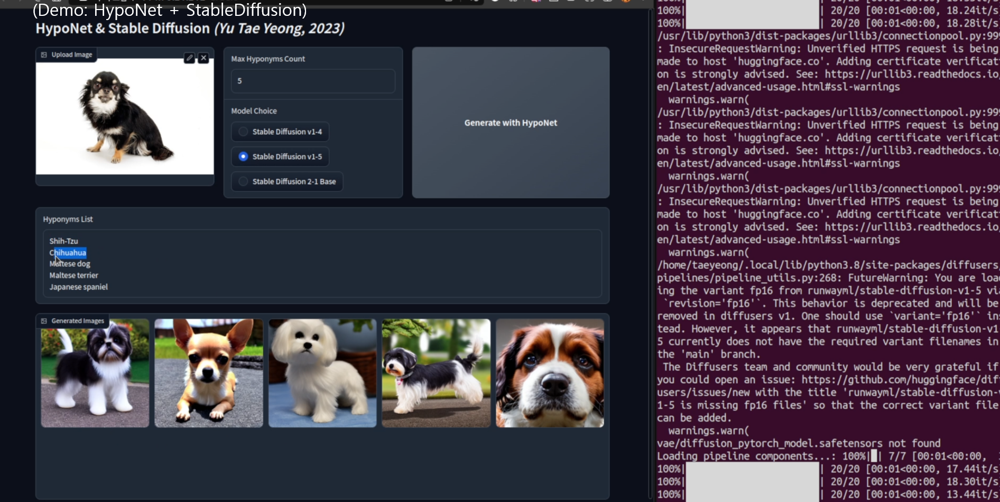 (Demo: HypoNet + StableDiffusion)
HypoNet & Stable Diffusion (Yu Tae Yeong, 2023)
Upload Image
Max Hyponyms Count
5
Model Choice
Stable Diffusion v1-4
Stable Diffusion v1-5
Stable Diffusion 2-1 Base
Generate with HypoNet
Hyponyms List
Shih-Tzu
Chihuahua
Maltese dog
Maltese terrier
Japanese spaniel
Generated Images
100%| | 20/20 [00:01<00:00, 18.24it/s
100%| | 20/20 [00:01<00:00, 18.28it/s
/usr/lib/python3/dist-packages/urllib3/connectionpool.py:999
: InsecureRequestWarning: Unverified HTTPS request is being
made to host 'huggingface.co'. Adding certificate verificati
on is strongly advised. See: https://urllib3.readthedocs.io/
en/latest/advanced-usage.html#ssl-warnings
warnings.warn(
/usr/lib/python3/dist-packages/urllib3/connectionpool.py:999
: InsecureRequestWarning: Unverified HTTPS request is being
made to host 'huggingface.co'. Adding certificate verificati
on is strongly advised. See: https://urllib3.readthedocs.io/
en/latest/advanced-usage.html#ssl-warnings
warnings.warn(
/usr/lib/python3/dist-packages/urllib3/connectionpool.py:999
: InsecureRequestWarning: Unverified HTTPS request is being
made to host 'huggingface.co'. Adding certificate verificati
on is strongly advised. See: https://urllib3.readthedocs.io/
en/latest/advanced-usage.html#ssl-warnings
warnings.warn(
/home/taeyeong/.local/lib/python3.8/site-packages/diffusers/
pipelines/pipeline_utils.py:268: FutureWarning: You are load
ing the variant fp16 from runwayml/stable-diffusion-v1-5 via
`revision='fp16'`. This behavior is deprecated and will be
removed in diffusers v1. One should use `variant='fp16'` ins
tead. However, it appears that runwayml/stable-diffusion-v1-
5 currently does not have the required variant filenames in
the 'main' branch.
The Diffusers team and community would be very grateful if
you could open an issue: https://github.com/huggingface/diff
users/issues/new with the title 'runwayml/stable-diffusion-v
1-5 is missing fp16 files' so that the correct variant file
can be added.
warnings.warn(
vae/diffusion_pytorch_model.safetensors not found
Loading pipeline components...: 100%| | 7/7 [00:01<00:00,
100%| | 20/20 [00:01<00:00, 17.44it/s
100%| | 20/20 [00:01<00:00, 18.30it/s
100%| | 20/20 [00:01<00:00, 13.44it/s